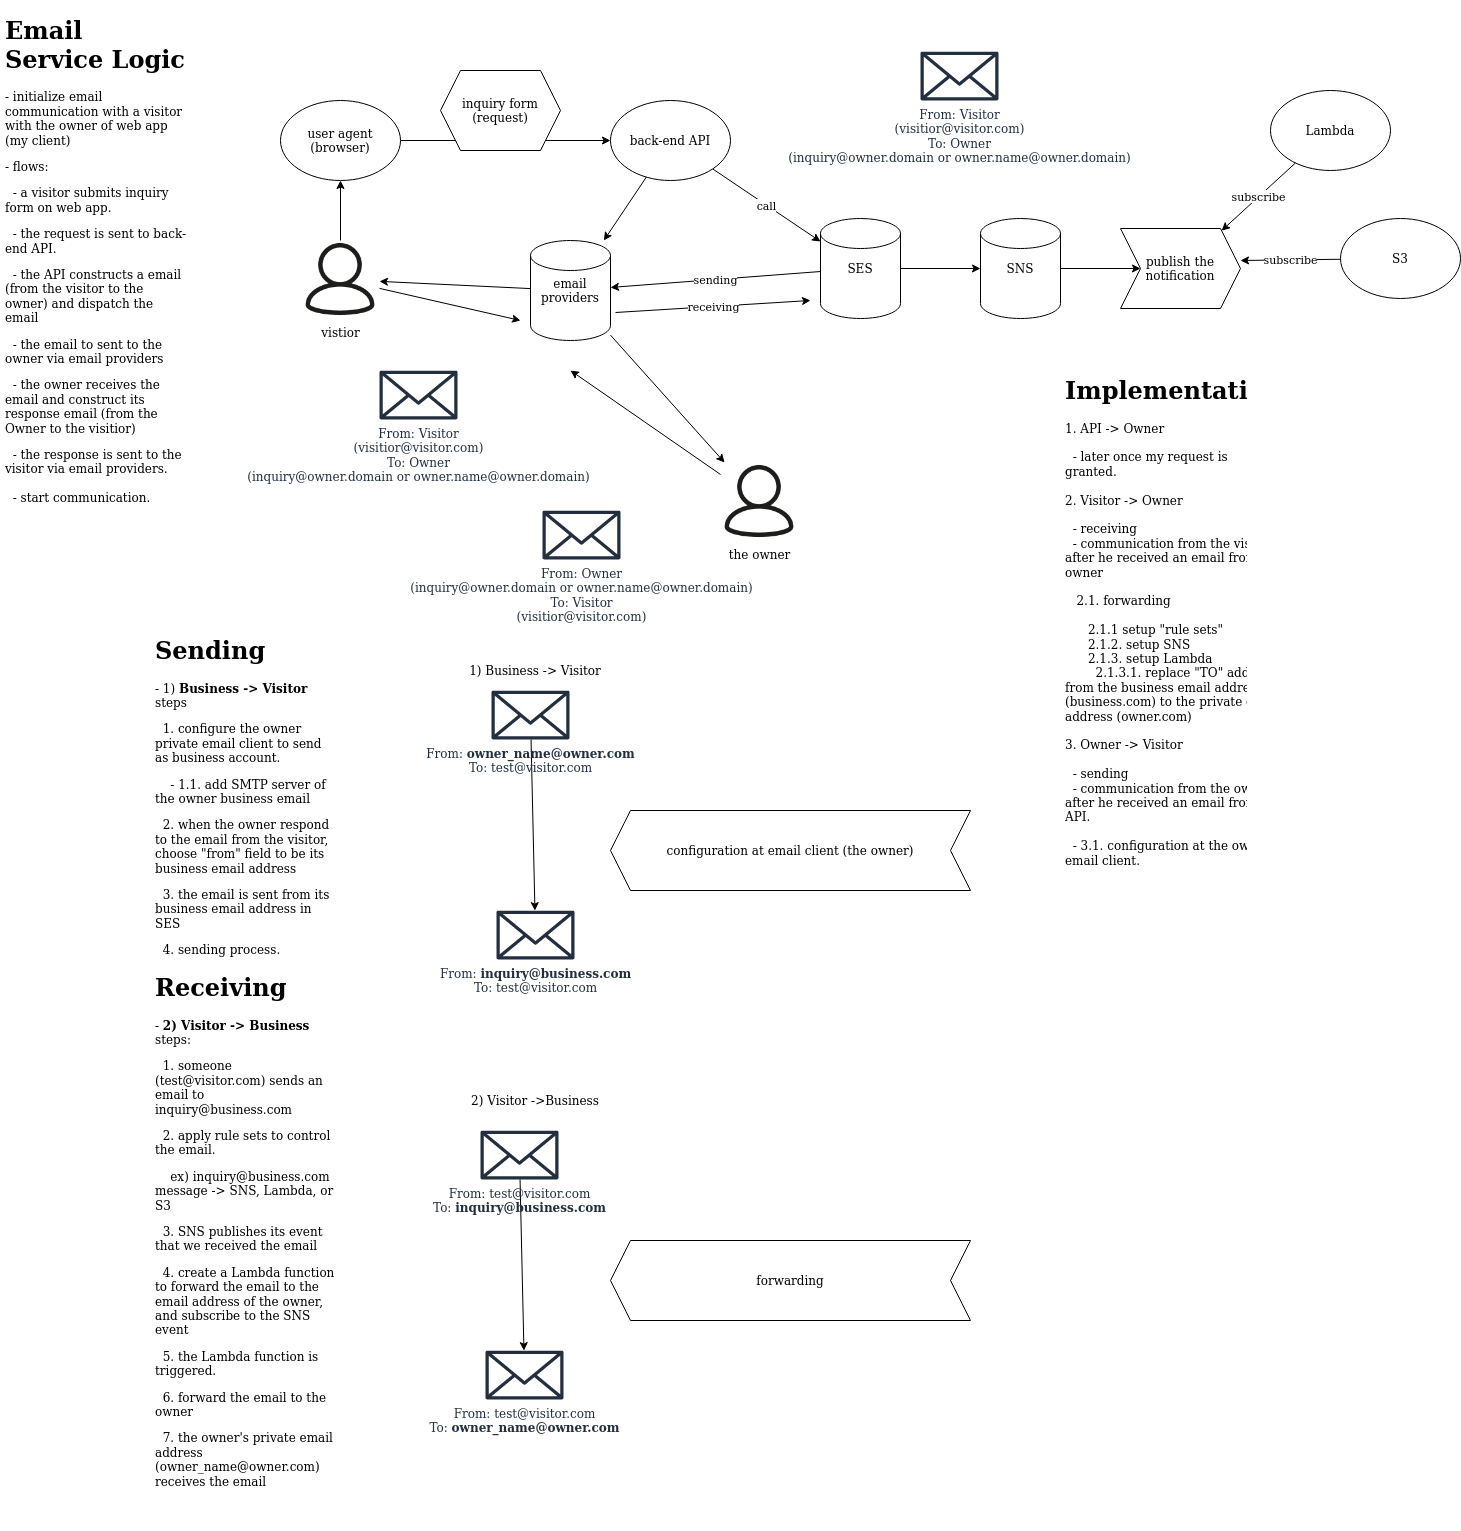 Email
Service Logic
- initialize email
communication with a visitor
with the owner of web app
(my client)
- flows:
- a visitor submits inquiry
form on web app.
- the request is sent to back-
end API.
- the API constructs a email
(from the visitor to the
owner) and dispatch the
email
- the email to sent to the
owner via email providers
- the owner receives the
email and construct its
response email (from the
Owner to the visitior)
- the response is sent to the
visitor via email providers.
- start communication.
user agent
(browser)
inquiry form
(request)
back-end API
From: Visitor
(visitior@visitor.com)
To: Owner
(inquiry@owner.domain or owner.name@owner.domain)
Lambda
subscribe
call
vistior
email
providers
sending
receiving
SES
SNS
publish the
notification
subscribe
S3
From: Visitor
(visitior@visitor.com)
To: Owner
(inquiry@owner.domain or owner.name@owner.domain)
the owner
From: Owner
(inquiry@owner.domain or owner.name@owner.domain)
To: Visitor
(visitior@visitor.com)
Implementati
1. API -> Owner
- later once my request is
granted.
2. Visitor -> Owner
- receiving
- communication from the vis
after he received an email fro
owner
2.1. forwarding
2.1.1 setup "rule sets"
2.1.2. setup SNS
2.1.3. setup Lambda
2.1.3.1. replace "TO" add
from the business email addre
(business.com) to the private
address (owner.com)
3. Owner -> Visitor
- sending
- communication from the ow
after he received an email fro
API.
- 3.1. configuration at the ow
email client.
Sending
- 1) Business -> Visitor
steps
1. configure the owner
private email client to send
as business account.
- 1.1. add SMTP server of
the owner business email
2. when the owner respond
to the email from the visitor,
choose "from" field to be its
business email address
3. the email is sent from its
business email address in
SES
4. sending process.
1) Business -> Visitor
From: owner_name@owner.com
To: test@visitor.com
configuration at email client (the owner)
From: inquiry@business.com
To: test@visitor.com
Receiving
- 2) Visitor -> Business
steps:
1. someone
(test@visitor.com) sends an
email to
inquiry@business.com
2. apply rule sets to control
the email.
ex) inquiry@business.com
message -> SNS, Lambda, or
S3
3. SNS publishes its event
that we received the email
4. create a Lambda function
to forward the email to the
email address of the owner,
and subscribe to the SNS
event
5. the Lambda function is
triggered.
6. forward the email to the
owner
7. the owner's private email
address
(owner_name@owner.com)
receives the email
2) Visitor ->Business
From: test@visitor.com
To: inquiry@business.com
forwarding
From: test@visitor.com
To: owner_name@owner.com